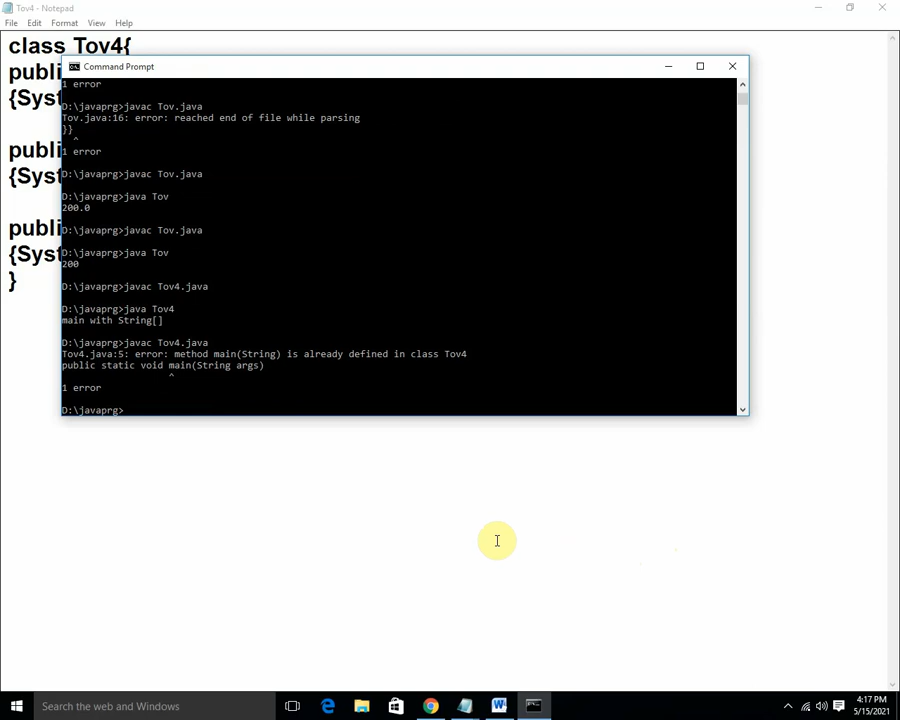 Tov4 - Notepad
File Edit Format View Help
class Tov4{
publi
{Syst
publi
{Syst
publi
{Syst
}
Command Prompt
1 error
D:\javaprg>javac Tov.java
Tov.java:16: error: reached end of file while parsing
}}
^
1 error
D:\javaprg>javac Tov.java
D:\javaprg>java Tov
200.0
D:\javaprg>javac Tov.java
D:\javaprg>java Tov
200
D:\javaprg>javac Tov4.java
D:\javaprg>java Tov4
main with String[]
D:\javaprg>javac Tov4.java
Tov4.java:5: error: method main(String) is already defined in class Tov4
public static void main(String args)
^
1 error
D:\javaprg>
Search the web and Windows
4:17 PM
5/15/2021